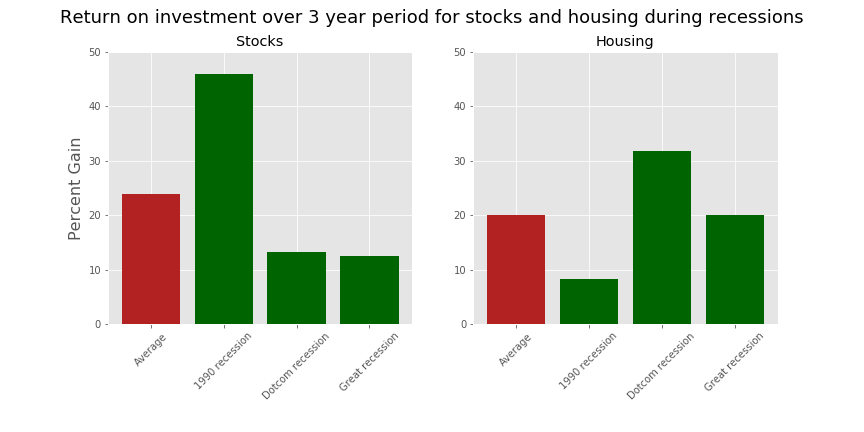 Return on investment over 3 year period for stocks and housing during recessions
Stocks
Percent Gain
50
40
30
20
10
0
Average
1990 recession
Dotcom recession
Great recession
Housing
50
40
30
20
10
0
Average
1990 recession
Dotcom recession
Great recession